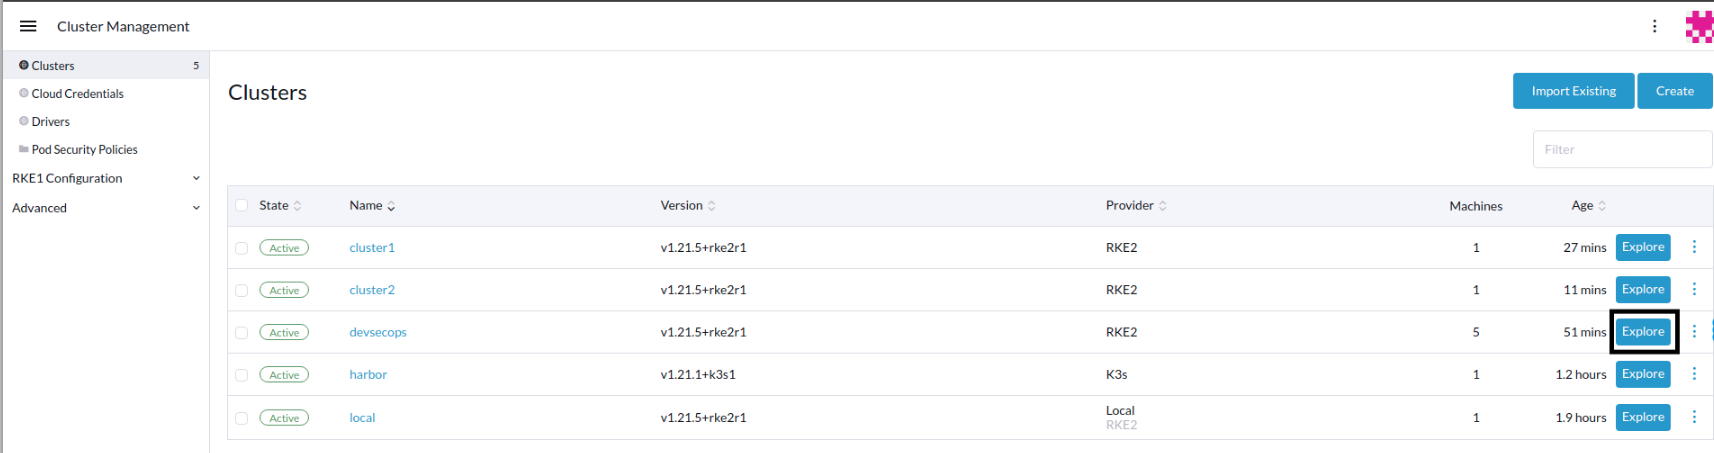 Cluster Management
Clusters 5
Cloud Credentials
Drivers
Pod Security Policies
RKE1 Configuration
Advanced
Clusters
Import Existing Create
Filter
State Name Version Provider Machines Age
Active cluster1 v1.21.5+rke2r1 RKE2 1 27 mins Explore
Active cluster2 v1.21.5+rke2r1 RKE2 1 11 mins Explore
Active devsecops v1.21.5+rke2r1 RKE2 5 51 mins Explore
Active harbor v1.21.1+k3s1 K3s 1 1.2 hours Explore
Active local v1.21.5+rke2r1 Local 1 1.9 hours Explore
RKE2